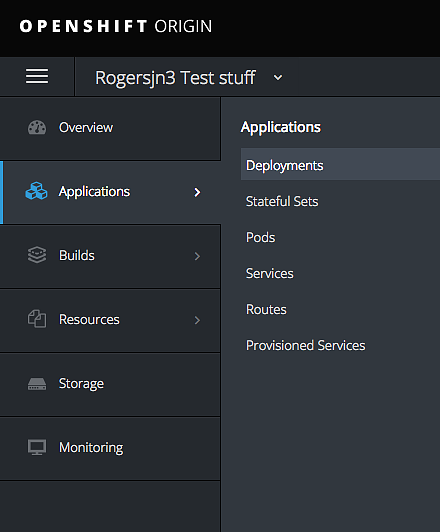 OPENSHIFT ORIGIN
Rogersjn3 Test stuff
Overview
Applications
Builds
Resources
Storage
Monitoring
Applications
Deployments
Stateful Sets
Pods
Services
Routes
Provisioned Services